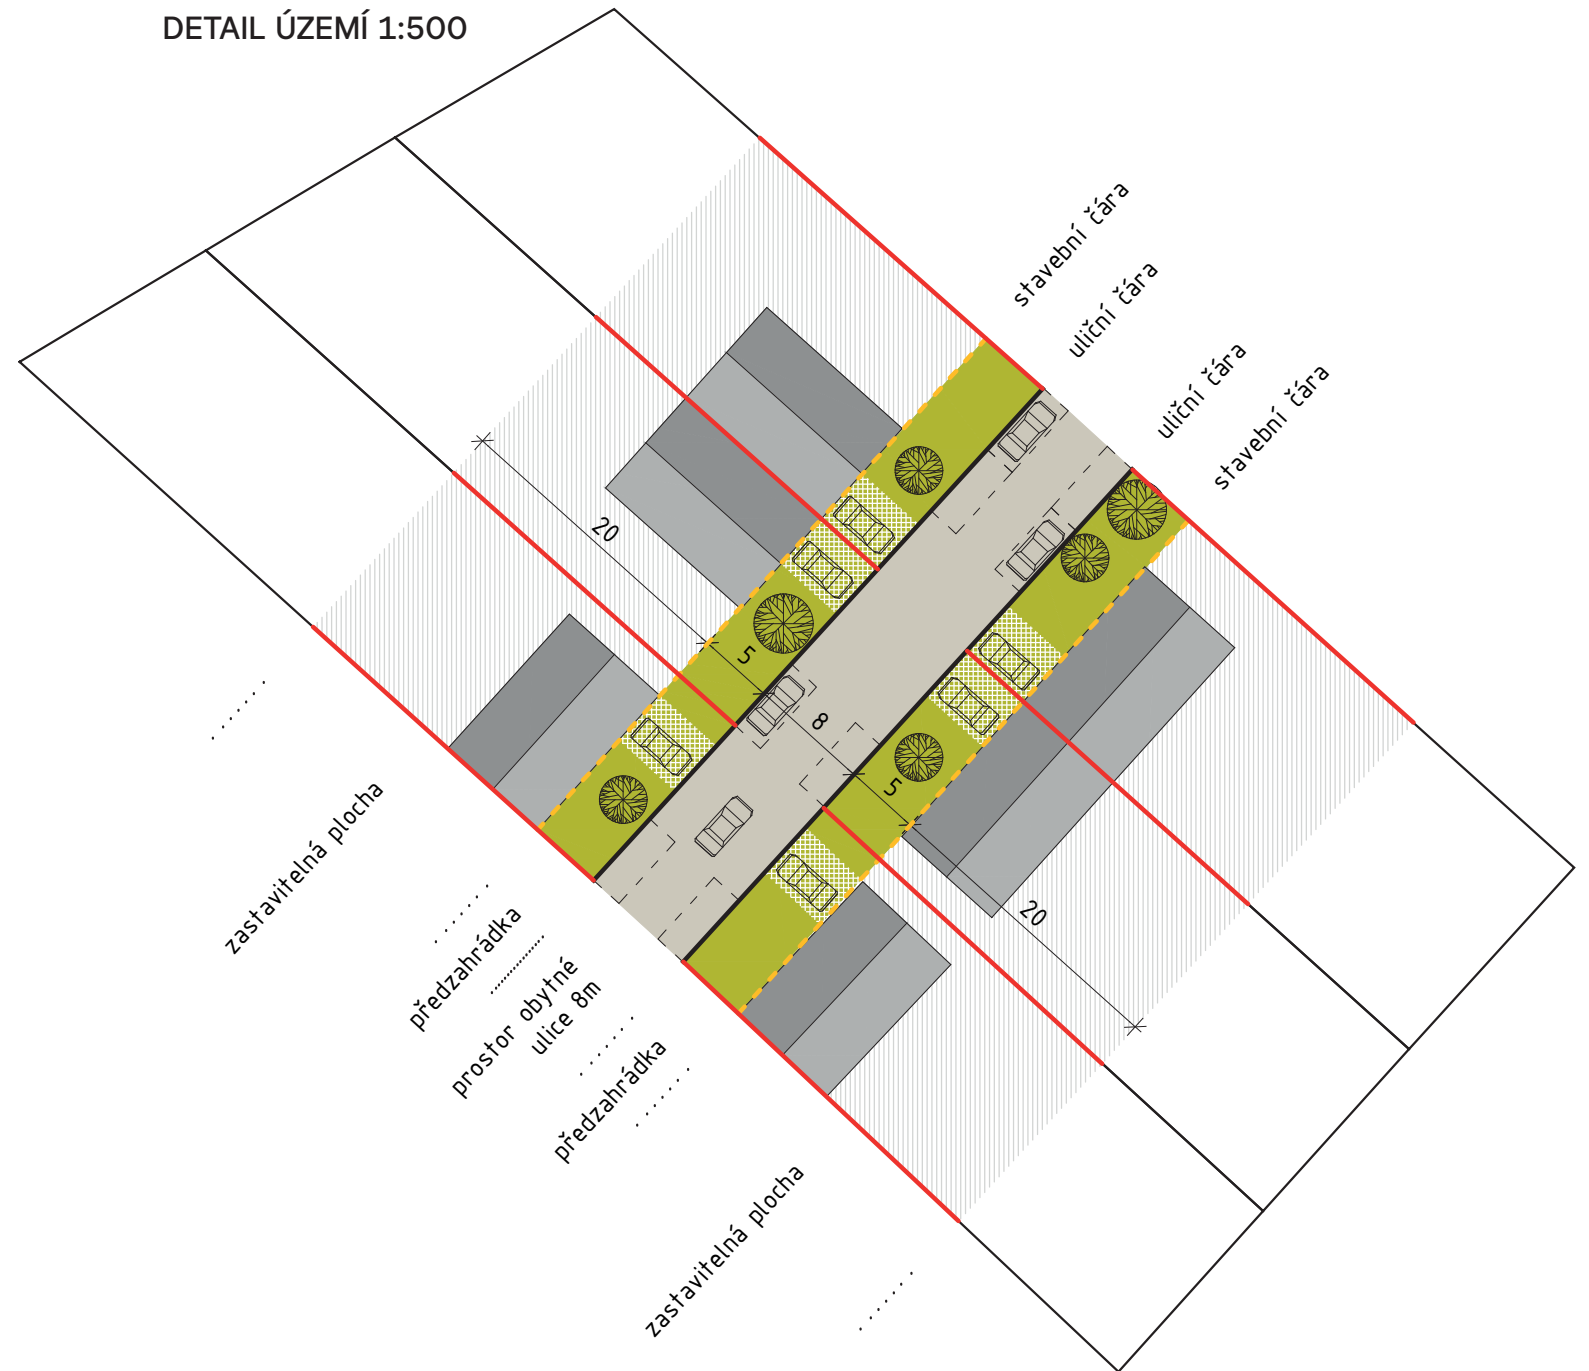 DETAIL ÚZEMÍ 1:500
stavební čára
uliční čára
uliční čára
stavební čára
20
5
8
5
20
zastavitelná plocha
předzahrádka
prostor obytné
ulice 8m
předzahrádka
zastavitelná plocha